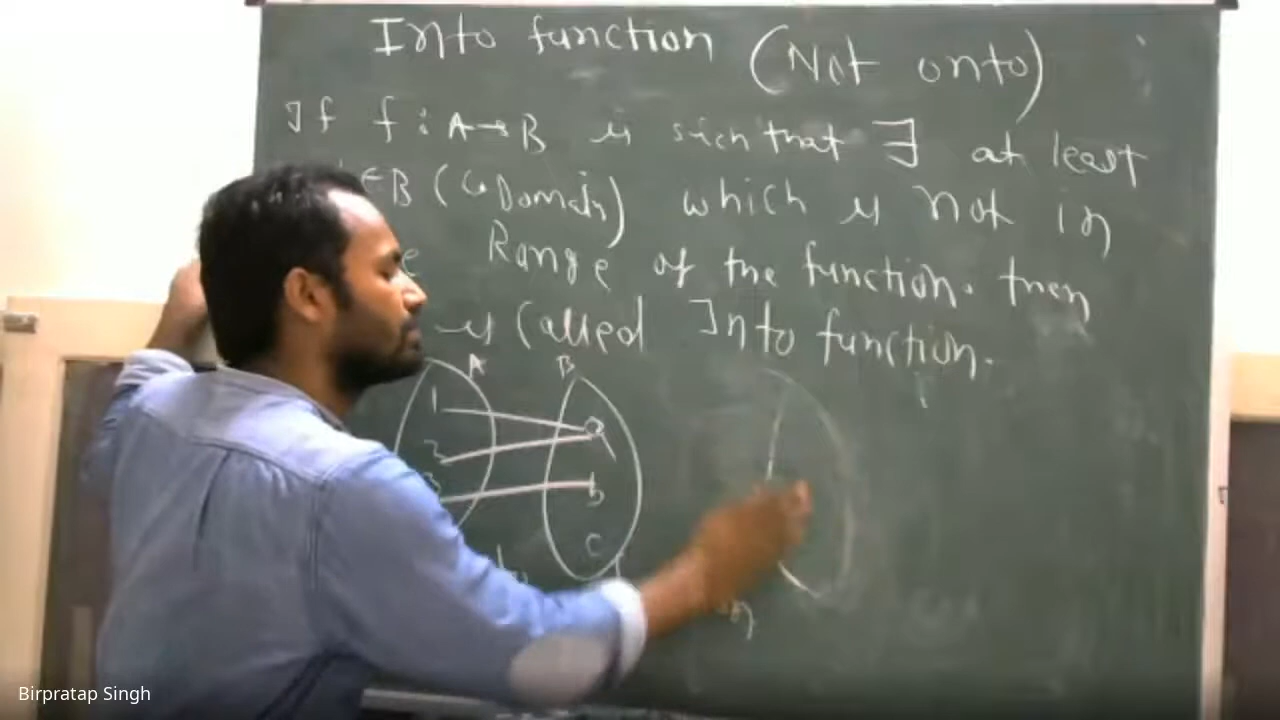 Into function (Not onto)
If f : A→B is such that ∃ at least
∈B (Co Domain) which is not in
Range of the function. then
is called Into function.
A B
1 a
2
3 b
c
Birpratap Singh